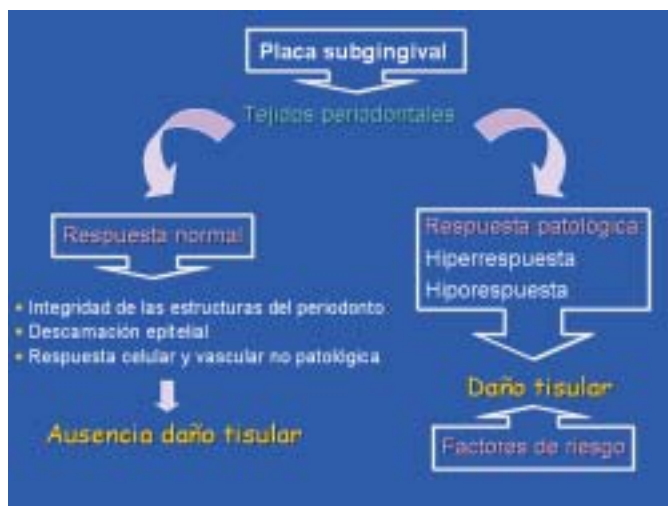 Placa subgingival
Tejidos periodontales
Respuesta normal
• Integridad de las estructuras del periodonto
• Descamación epitelial
• Respuesta celular y vascular no patológica
Ausencia daño tisular
Respuesta patológica
Hiperrespuesta
Hiporespuesta
Daño tisular
Factores de riesgo